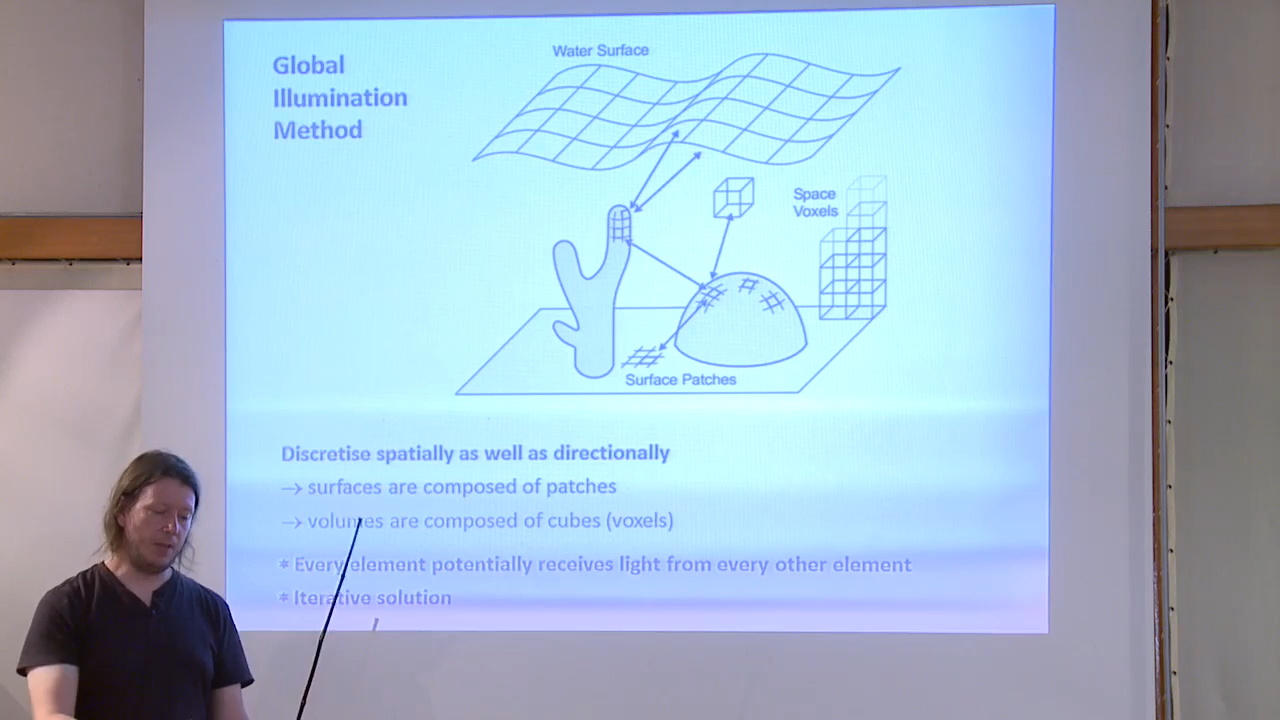 Global
Illumination
Method
Water Surface
Space
Voxels
Surface Patches
Discretise spatially as well as directionally
→ surfaces are composed of patches
→ volumes are composed of cubes (voxels)
* Every element potentially receives light from every other element
* Iterative solution